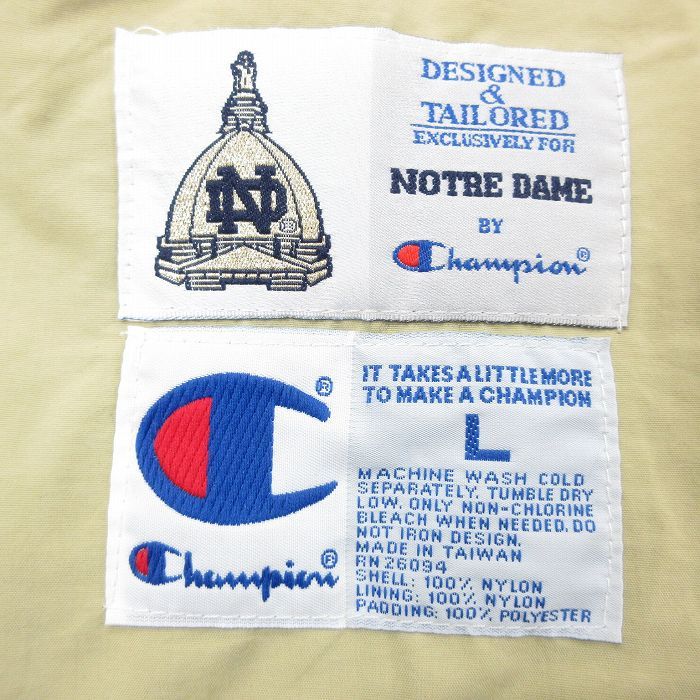 ND
®
DESIGNED
&
TAILORED
EXCLUSIVELY FOR
NOTRE DAME
BY
Champion®
®
Champion®
IT TAKES A LITTLE MORE
TO MAKE A CHAMPION
L
MACHINE WASH COLD
SEPARATELY, TUMBLE DRY
LOW. ONLY NON-CHLORINE
BLEACH WHEN NEEDED. DO
NOT IRON DESIGN.
MADE IN TAIWAN
RN26094
SHELL: 100% NYLON
LINING: 100% NYLON
PADDING: 100% POLYESTER